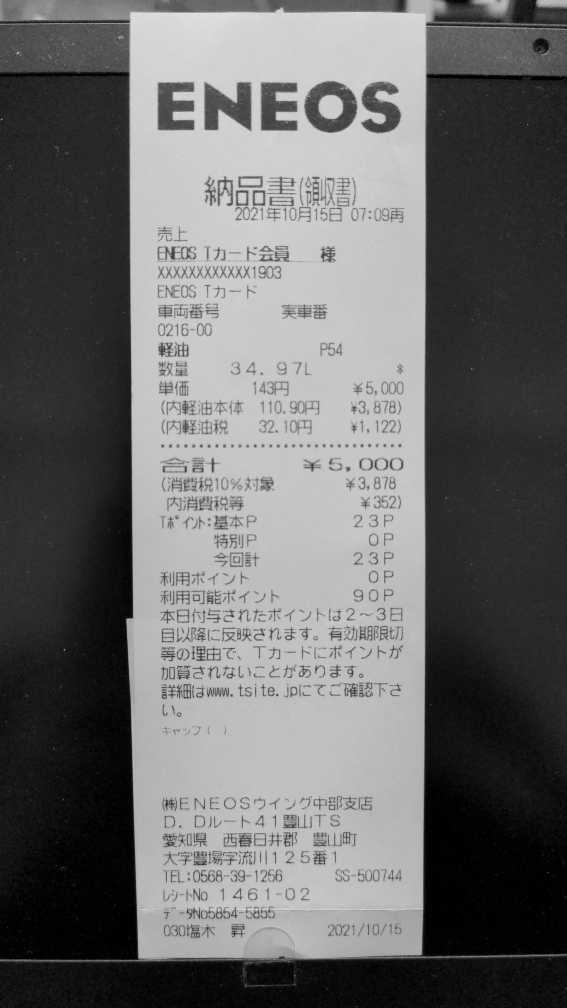 ENEOS
納品書(領収書)
2021年10月15日 07:09再
売上
ENEOS Tカード会員 様
XXXXXXXXXXXX1903
ENEOS Tカード
車両番号 実車番
0216-00
軽油 P54
数量 34.97L *
単価 143円 ¥5,000
(内軽油本体 110.90円 ¥3,878)
(内軽油税 32.10円 ¥1,122)
合計 ¥5,000
(消費税10%対象 ¥3,878
内消費税等 ¥352)
Tポイント:基本P 23P
特別P 0P
今回計 23P
利用ポイント 0P
利用可能ポイント 90P
本日付与されたポイントは2〜3日
目以降に反映されます。有効期限切
等の理由で、Tカードにポイントが
加算されないことがあります。
詳細はwww.tsite.jpにてご確認下さ
い。
キャップ( )
㈱ENEOSウイング中部支店
D.Dルート41豊山TS
愛知県 西春日井郡 豊山町
大字豊場字流川125番1
TEL:0568-39-1256 SS-500744
レシートNo 1461-02
データNo5854-5855
030塩木 昇 2021/10/15